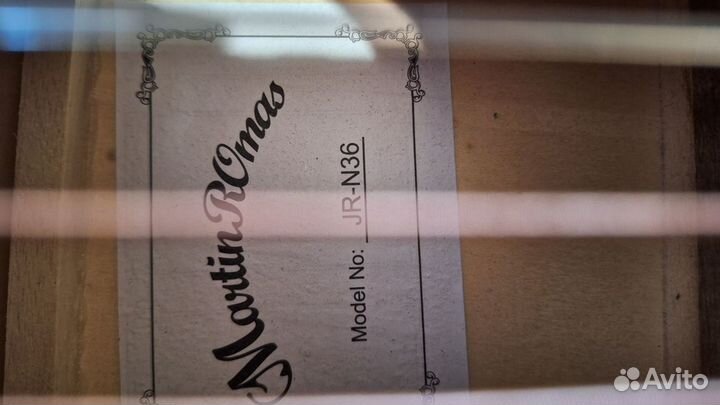 MartinROmas
Model No: JR-N36
Avito